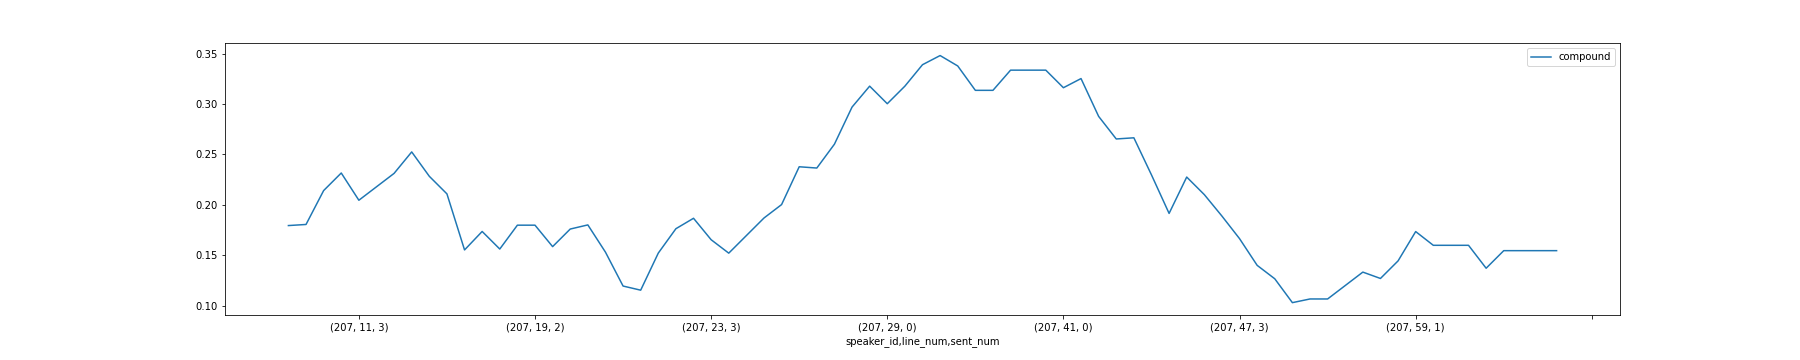 compound
0.35
0.30
0.25
0.20
0.15
0.10
(207, 11, 3) (207, 19, 2) (207, 23, 3) (207, 29, 0) (207, 41, 0) (207, 47, 3) (207, 59, 1)
speaker_id,line_num,sent_num